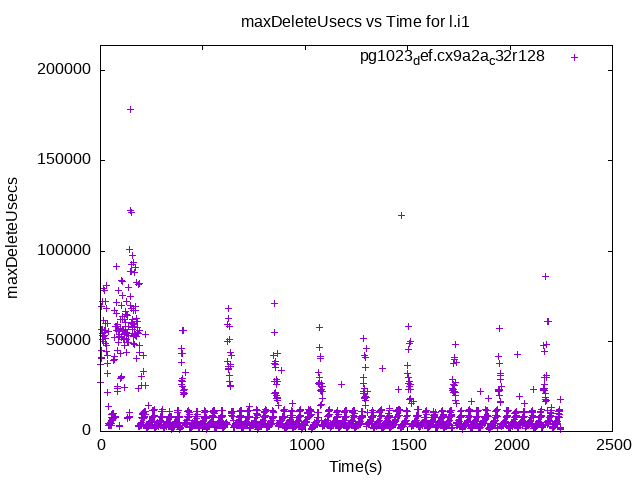 maxDeleteUsecs vs Time for l.i1
pg1023def.cx9a2ac32r128
maxDeleteUsecs
200000
150000
100000
50000
0
0 500 1000 1500 2000 2500
Time(s)